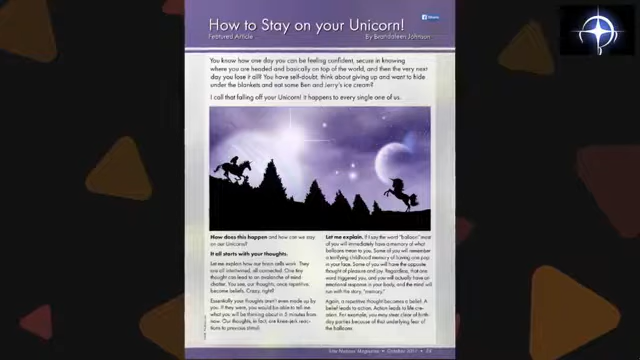 How to Stay on your Unicorn!
Share
Featured Article
By Brandaleen Johnson
You know how one day you can be feeling confident, secure in knowing
where you are headed and basically on top of the world, and then the very next
day you lose it all? You have self-doubt, think about giving up and want to hide
under the blankets and eat some Ben and Jerry's ice cream?
I call that falling off your Unicorn! It happens to every single one of us.
How does this happen and how can we stay
on our Unicorns?
It all starts with your thoughts.
Let me explain how our brain cells work. They
are all intertwined, all connected. One tiny
thought can lead to an avalanche of mind
chatter. You see, our thoughts, once repetitive,
become beliefs. Crazy, right?
Essentially your thoughts aren't even made up by
you. If they were, you would be able to tell me
what you will be thinking about in 5 minutes from
now. Our thoughts, in fact, are knee-jerk reac-
tions to previous stimuli.
Let me explain. If I say the word "Balloon" most
of you will immediately have a memory of what
balloons mean to you. Some of you will remember
a terrifying childhood memory of having one pop
in your face. Some of you will have the opposite
thought of pleasure and joy. Regardless, that one
word triggered you, and you will actually have an
emotional response in your body, and the mind will
run with the story, "memory."
Again, a repetitive thought becomes a belief. A
belief leads to action. Action leads to life cre-
ation. For example, you may steer clear of birth-
day parties because of that underlying fear of
the balloons.
Magazine • October 2017 •